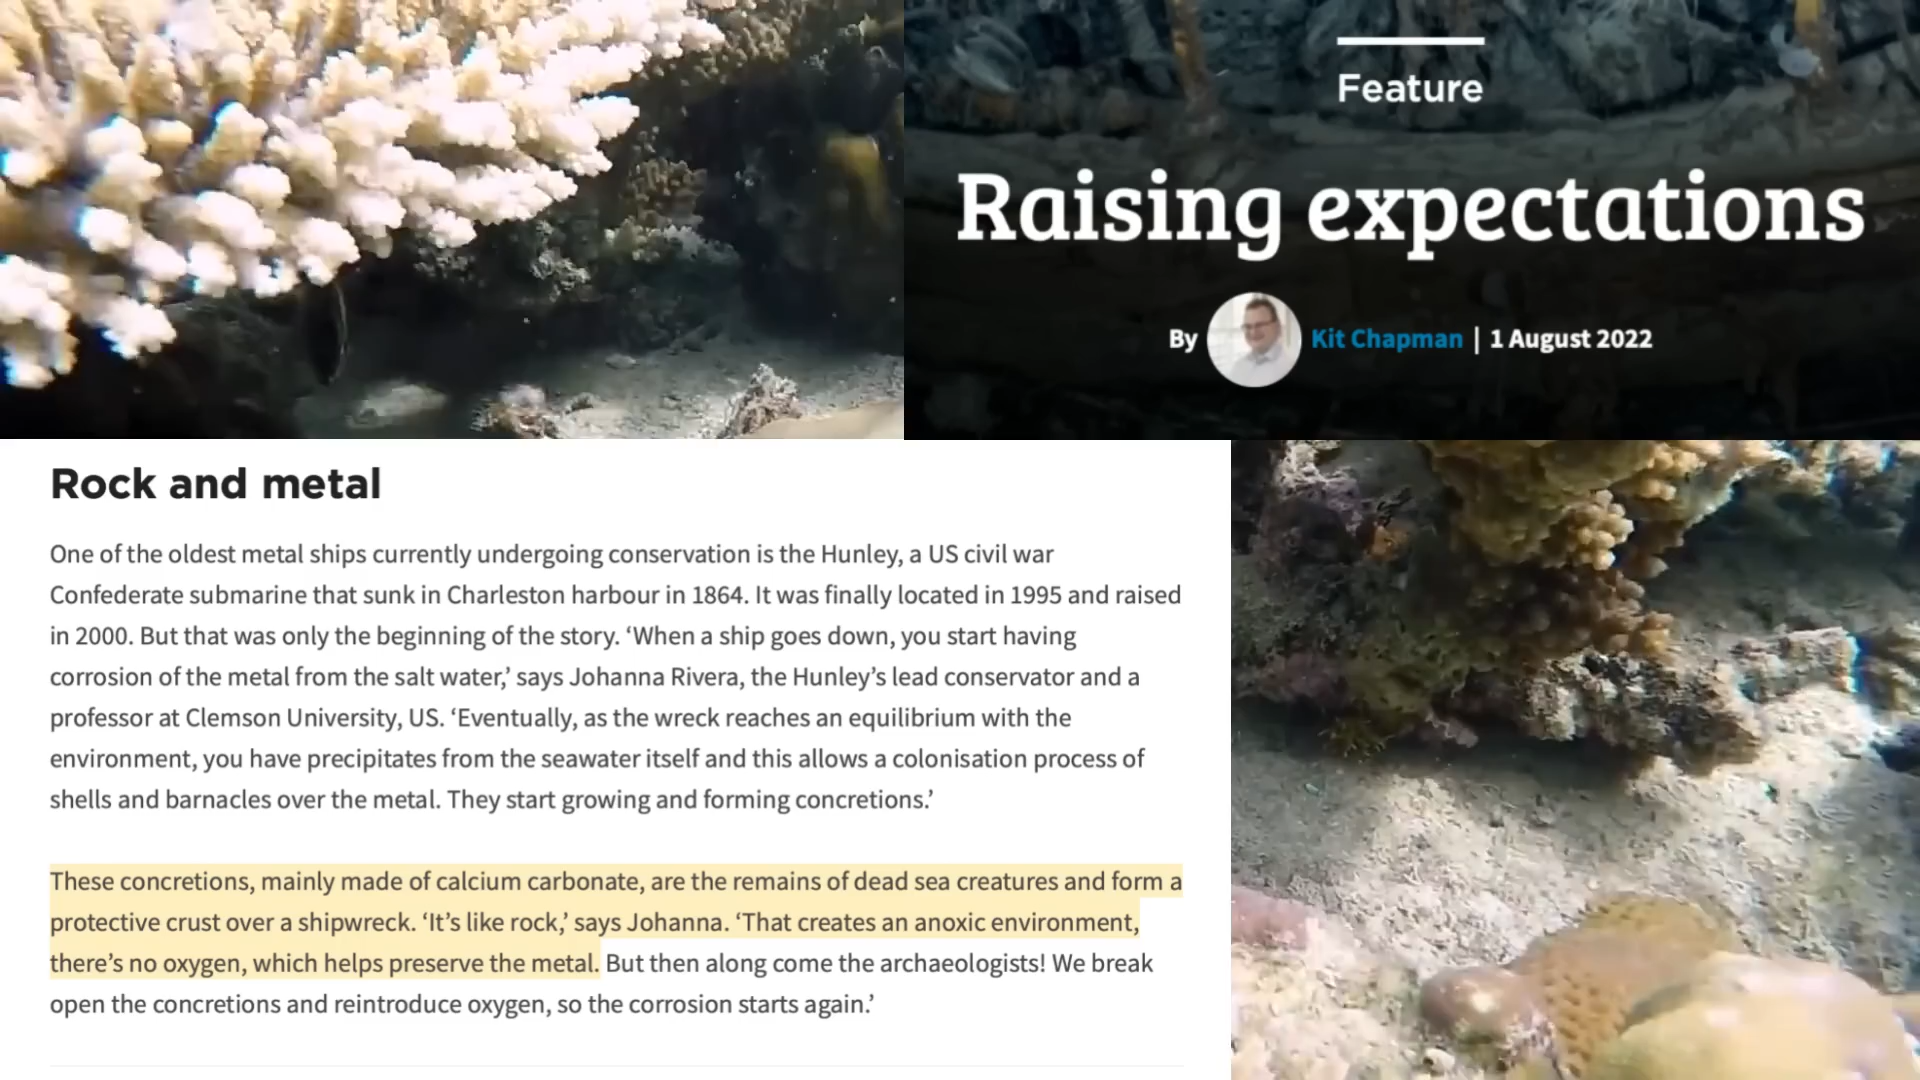 Feature
Raising expectations
By Kit Chapman | 1 August 2022
Rock and metal
One of the oldest metal ships currently undergoing conservation is the Hunley, a US civil war
Confederate submarine that sunk in Charleston harbour in 1864. It was finally located in 1995 and raised
in 2000. But that was only the beginning of the story. ‘When a ship goes down, you start having
corrosion of the metal from the salt water,’ says Johanna Rivera, the Hunley’s lead conservator and a
professor at Clemson University, US. ‘Eventually, as the wreck reaches an equilibrium with the
environment, you have precipitates from the seawater itself and this allows a colonisation process of
shells and barnacles over the metal. They start growing and forming concretions.’
These concretions, mainly made of calcium carbonate, are the remains of dead sea creatures and form a
protective crust over a shipwreck. ‘It’s like rock,’ says Johanna. ‘That creates an anoxic environment,
there’s no oxygen, which helps preserve the metal. But then along come the archaeologists! We break
open the concretions and reintroduce oxygen, so the corrosion starts again.’